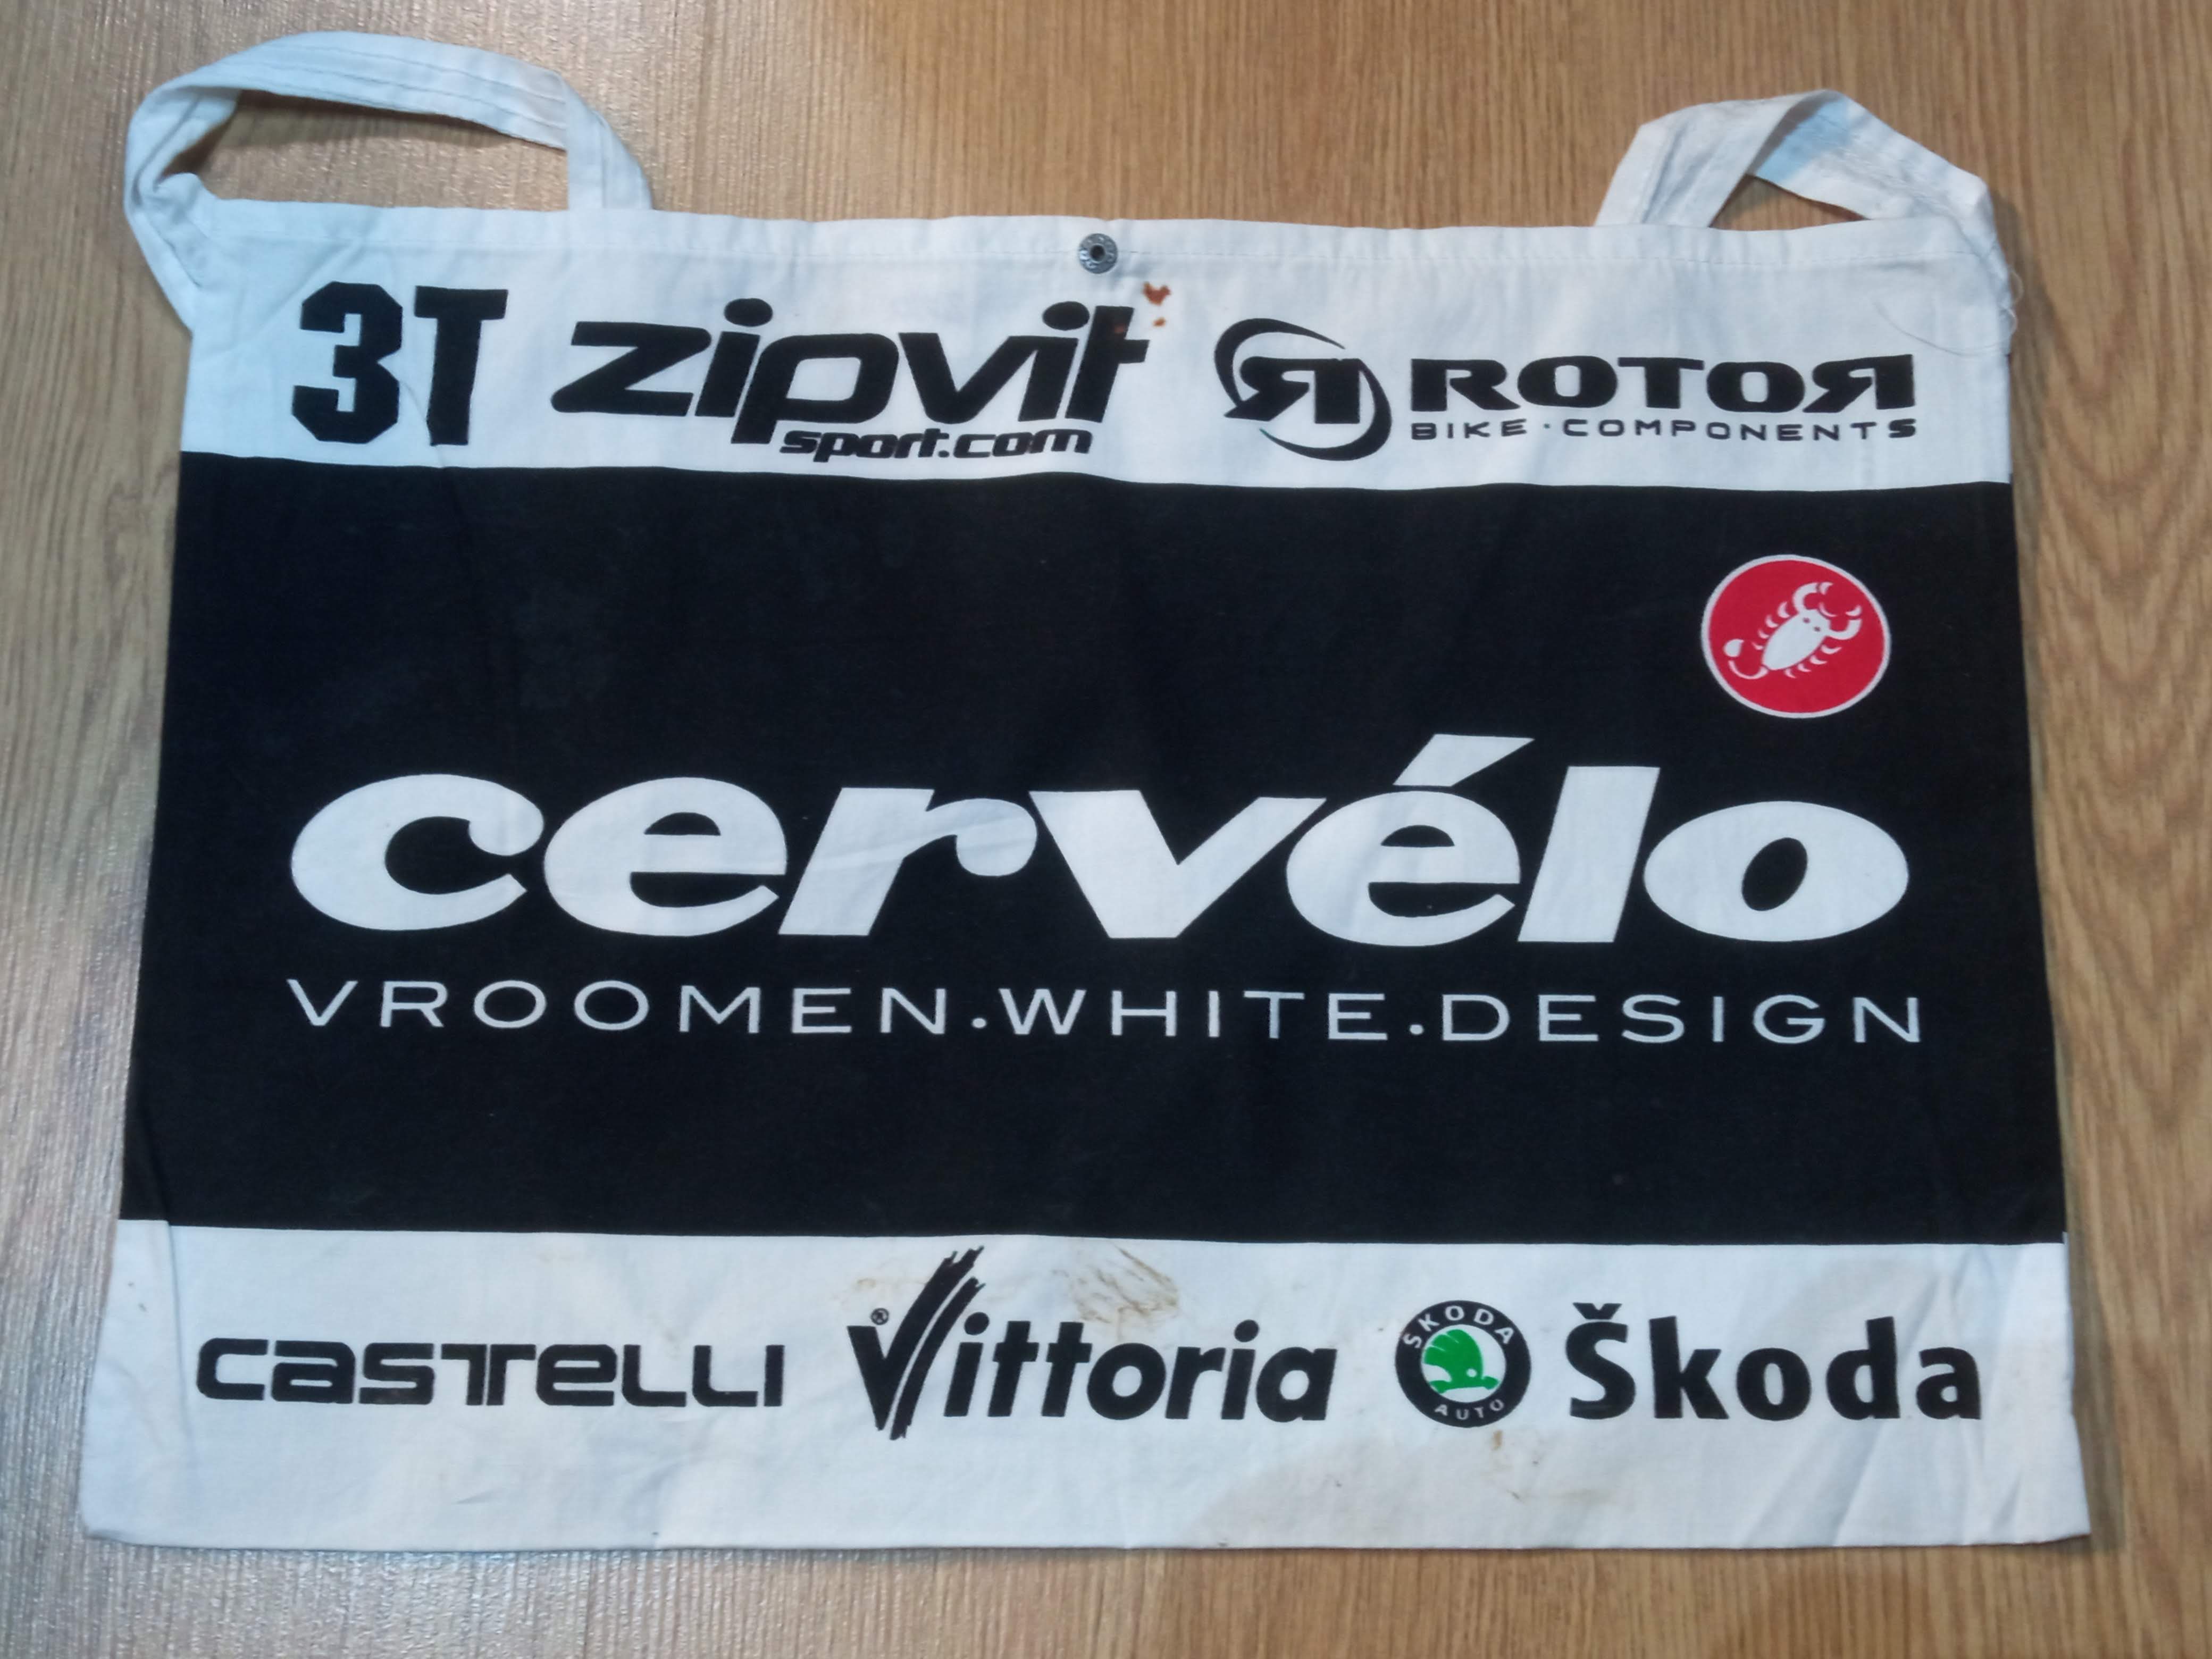 3T zipvit ROTOR
sport.com BIKE·COMPONENTS
cervélo
VROOMEN.WHITE.DESIGN
castelli Vittoria® ŠKODA AUTO Škoda